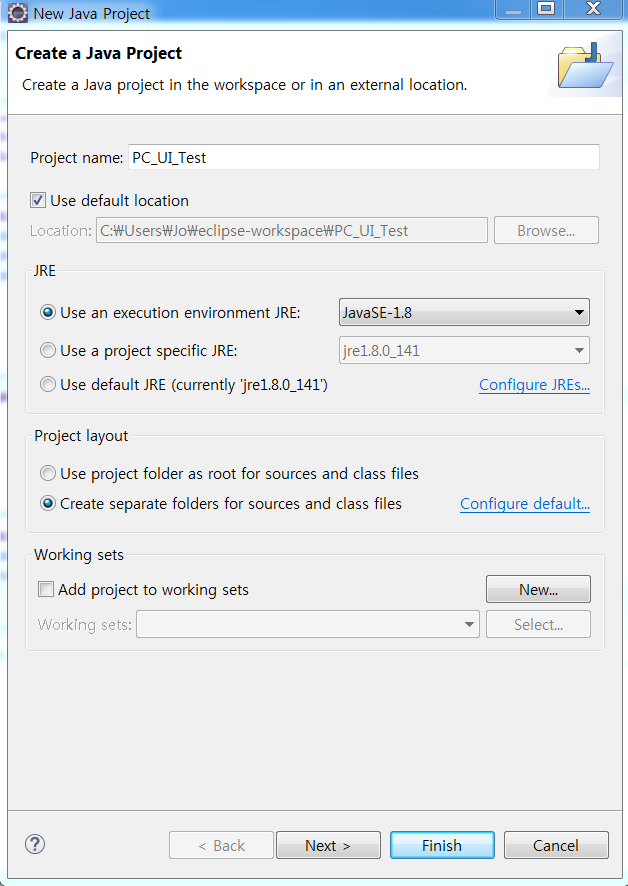 New Java Project
Create a Java Project
Create a Java project in the workspace or in an external location.
Project name: PC_UI_Test
Use default location
Location: C:₩Users₩Jo₩eclipse-workspace₩PC_UI_Test Browse...
JRE
Use an execution environment JRE: JavaSE-1.8
Use a project specific JRE: jre1.8.0_141
Use default JRE (currently 'jre1.8.0_141') Configure JREs...
Project layout
Use project folder as root for sources and class files
Create separate folders for sources and class files Configure default...
Working sets
Add project to working sets New...
Working sets: Select...
? < Back Next > Finish Cancel